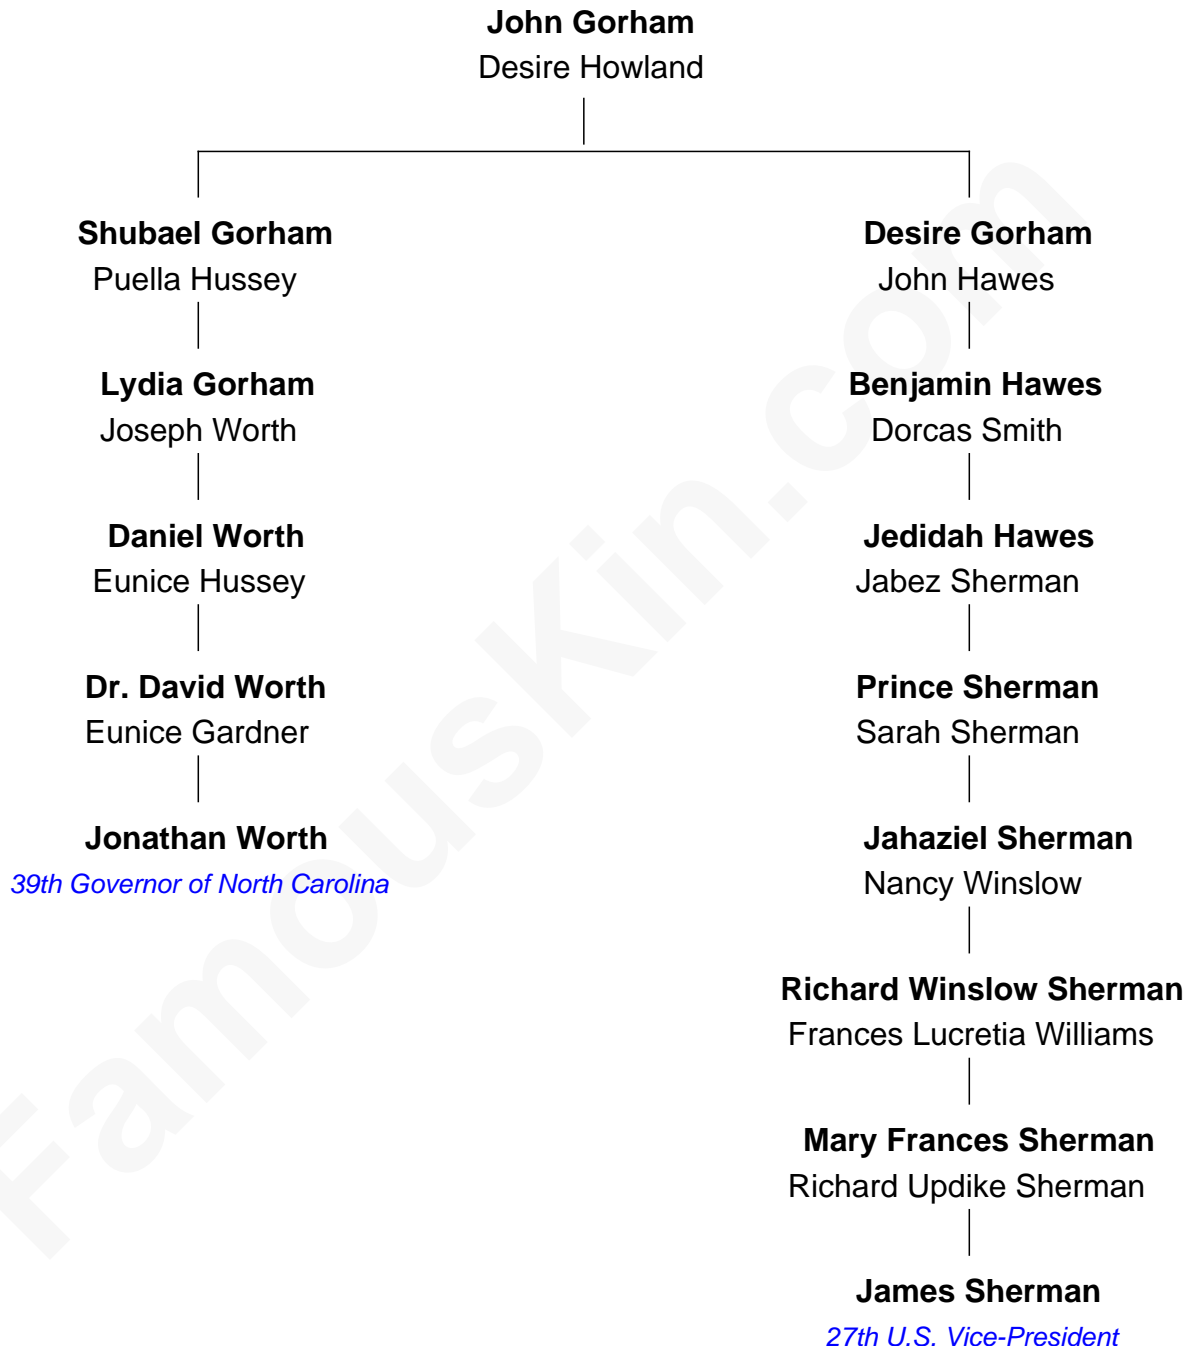 John Gorham
Desire Howland
Shubael Gorham
Puella Hussey
Lydia Gorham
Joseph Worth
Daniel Worth
Eunice Hussey
Dr. David Worth
Eunice Gardner
Jonathan Worth
39th Governor of North Carolina
Desire Gorham
John Hawes
Benjamin Hawes
Dorcas Smith
Jedidah Hawes
Jabez Sherman
Prince Sherman
Sarah Sherman
Jahaziel Sherman
Nancy Winslow
Richard Winslow Sherman
Frances Lucretia Williams
Mary Frances Sherman
Richard Updike Sherman
James Sherman
27th U.S. Vice-President
FamousKin.com